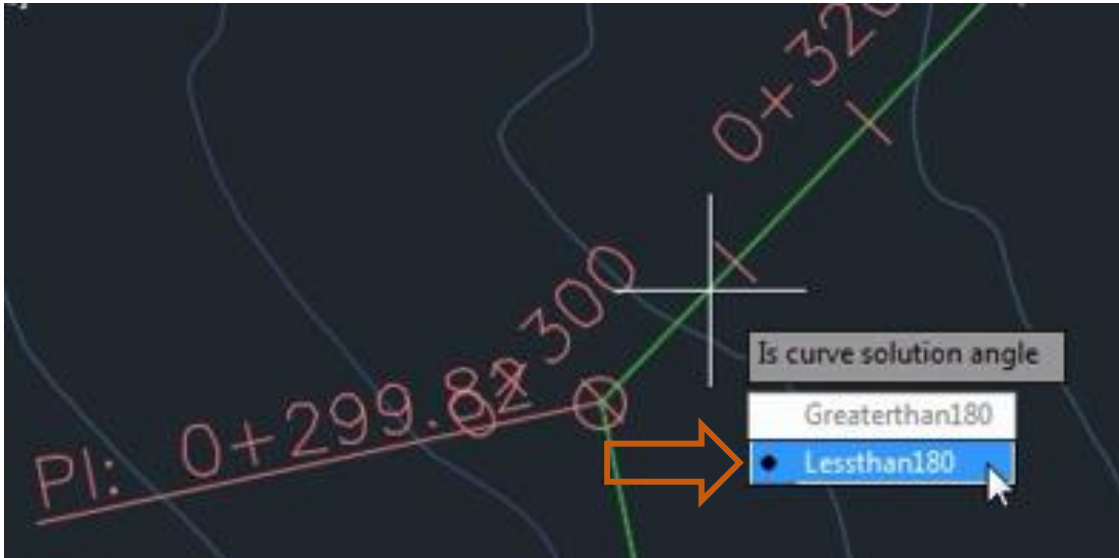 0+320
0+300
PI: 0+299.82
Is curve solution angle
Greaterthan180
Lessthan180